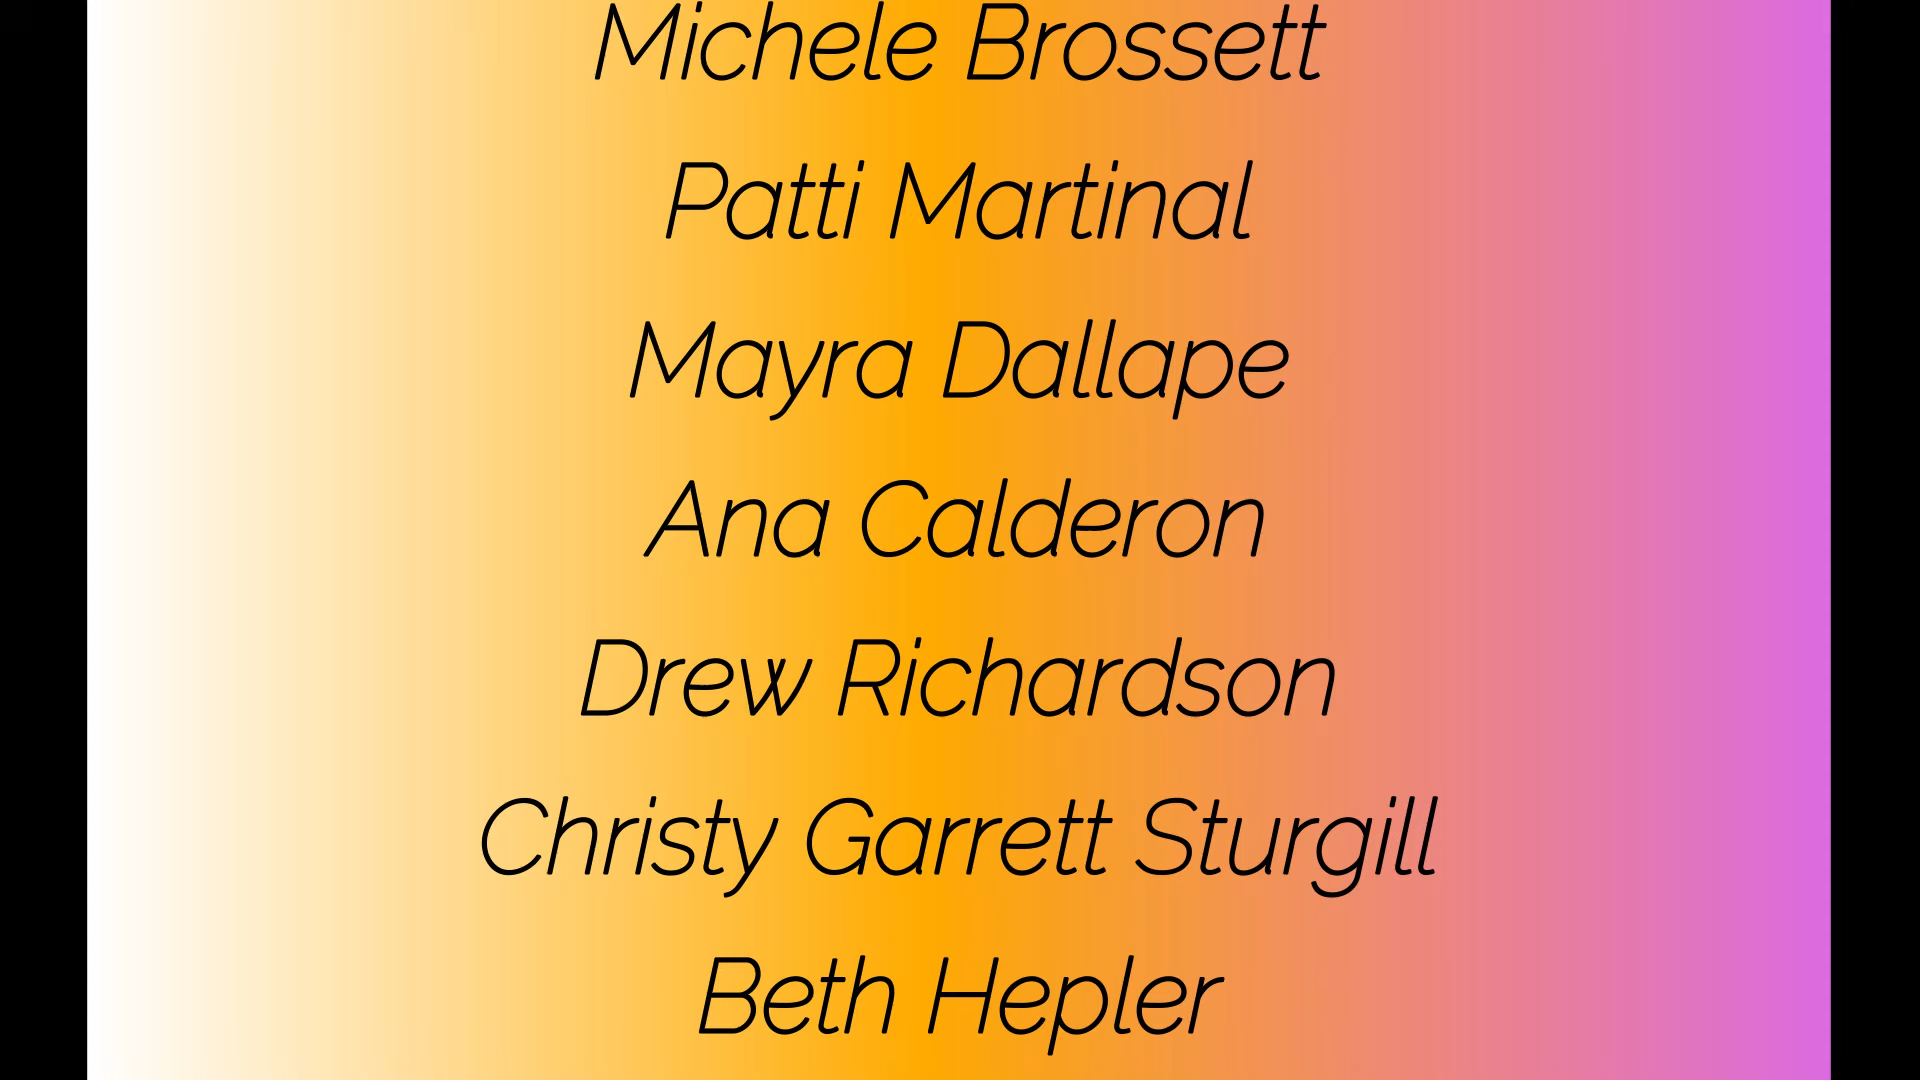 Michele Brossett
Patti Martinal
Mayra Dallape
Ana Calderon
Drew Richardson
Christy Garrett Sturgill
Beth Hepler